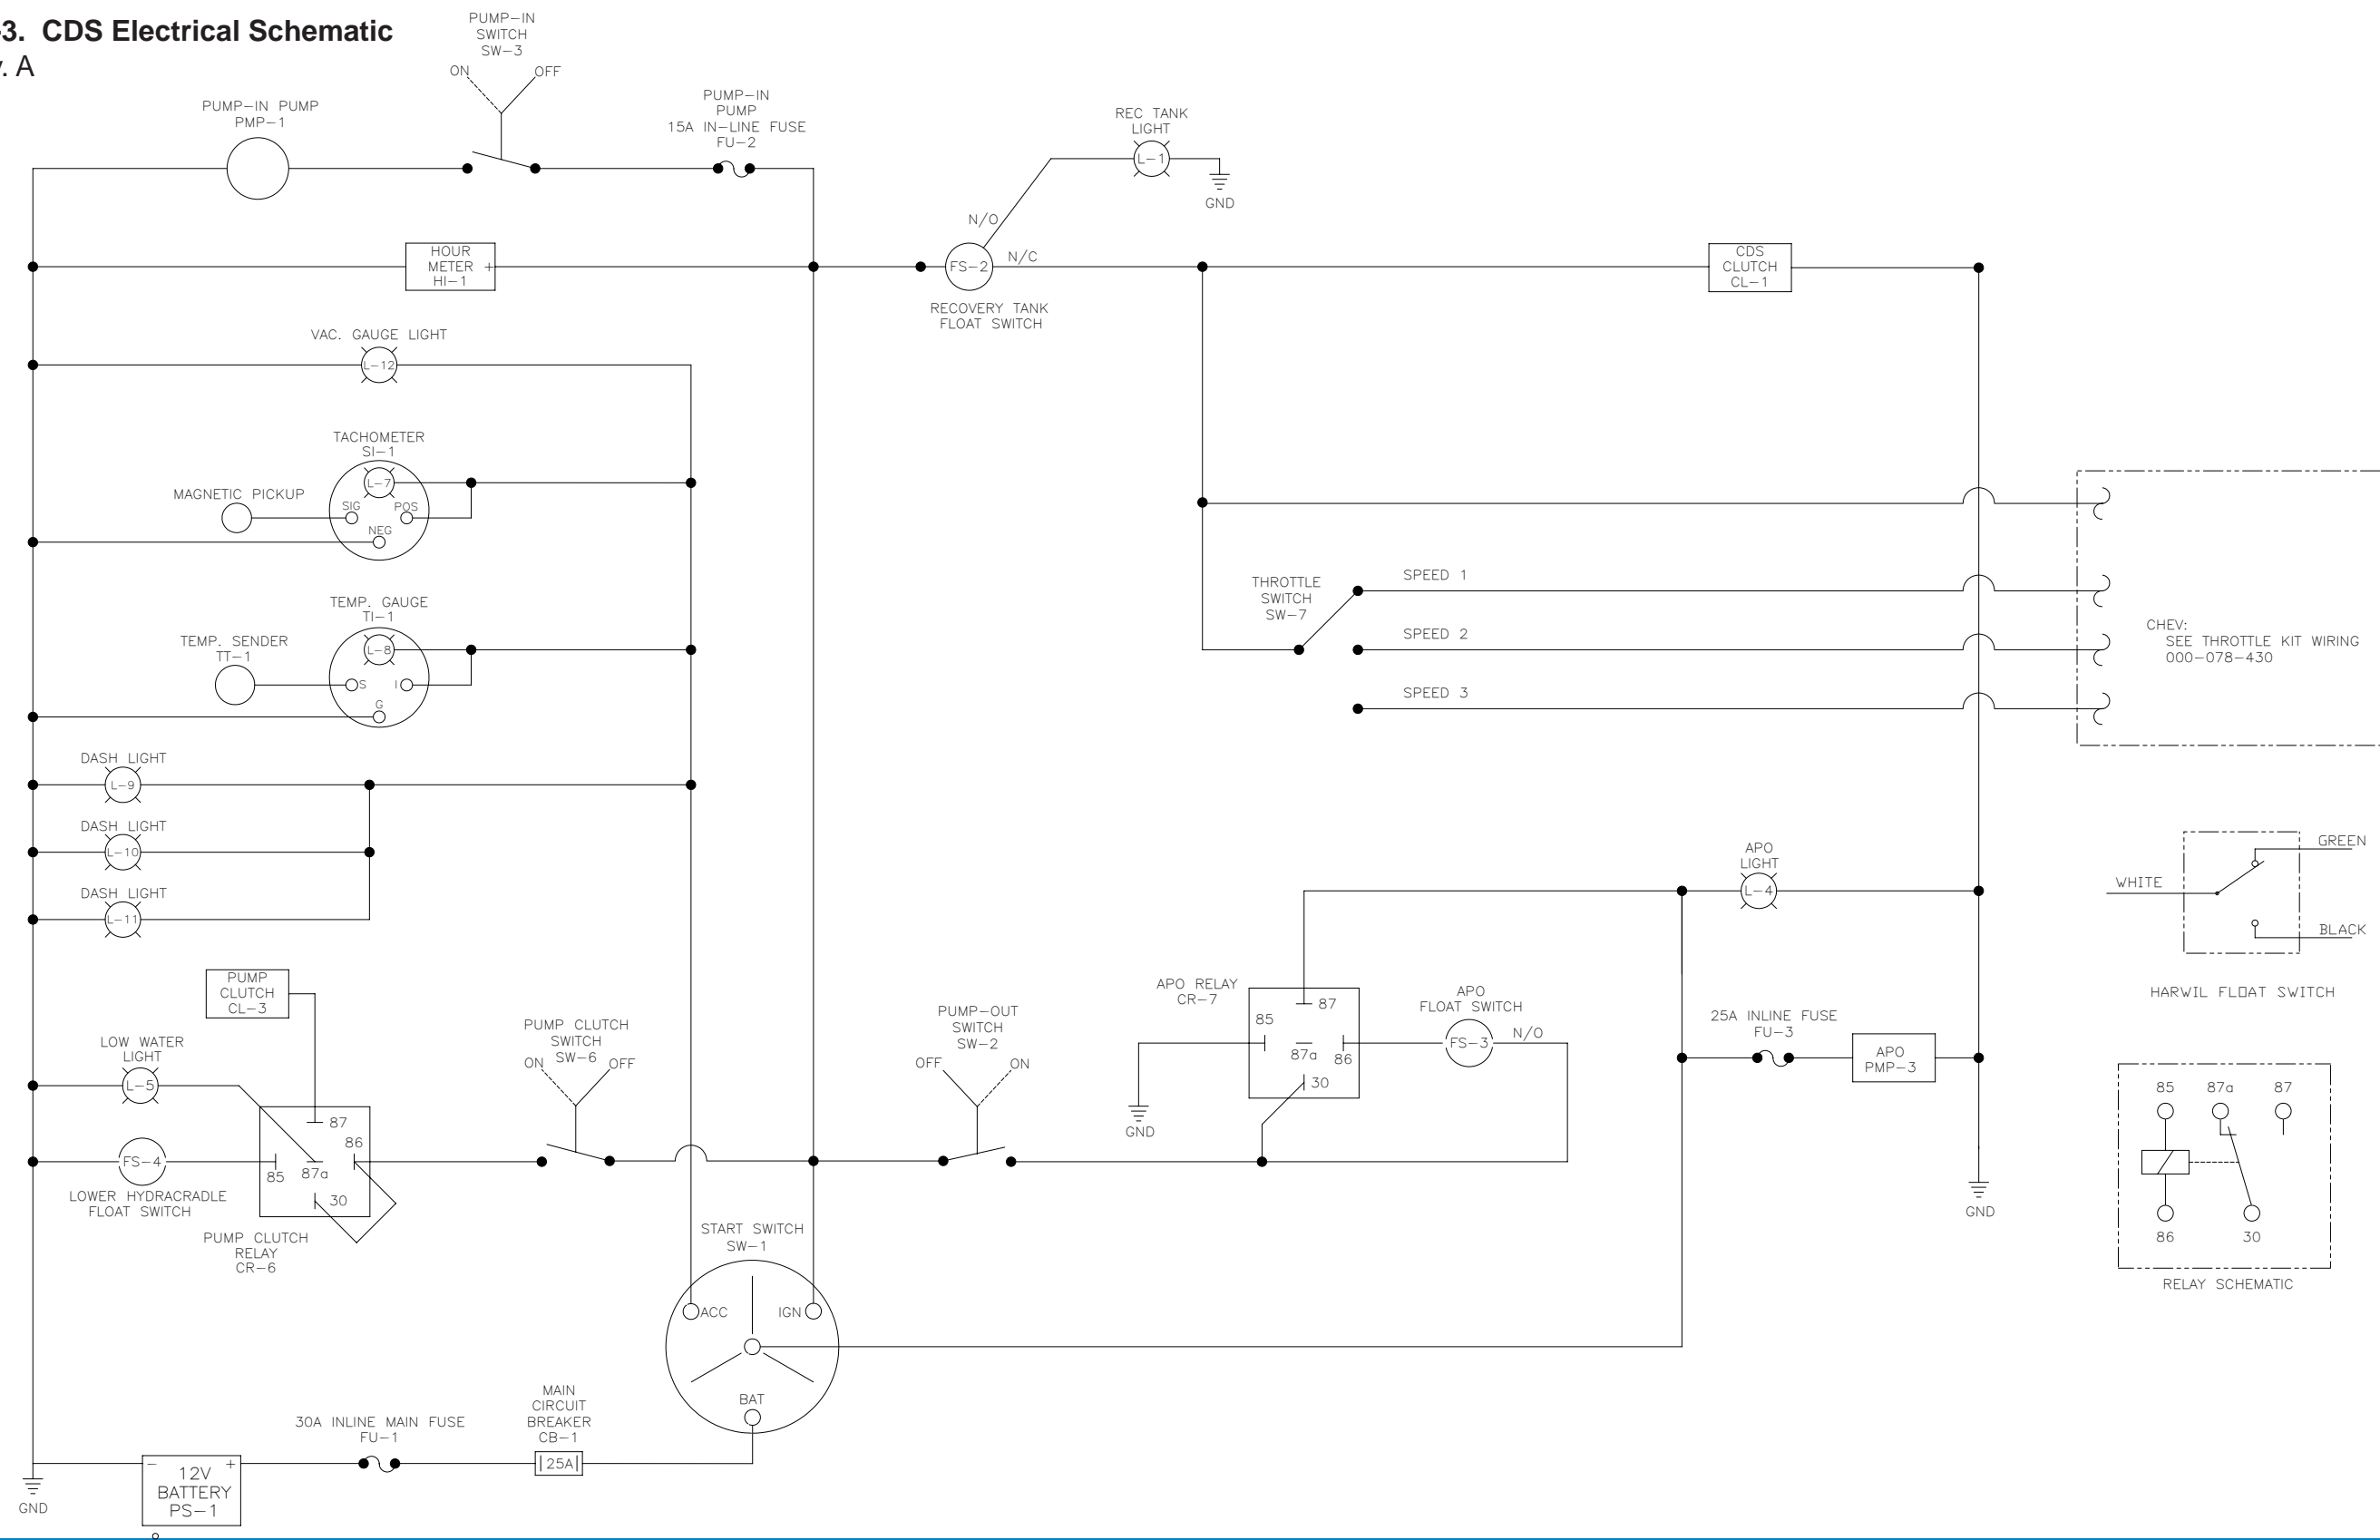 -3. CDS Electrical Schematic
. A
PUMP-IN
SWITCH
SW-3
ON
OFF
PUMP-IN PUMP
PMP-1
PUMP-IN
PUMP
15A IN-LINE FUSE
FU-2
REC TANK
LIGHT
L-1
GND
N/O
N/C
FS-2
RECOVERY TANK
FLOAT SWITCH
HOUR
METER +
HI-1
CDS
CLUTCH
CL-1
VAC. GAUGE LIGHT
L-12
TACHOMETER
SI-1
L-7
MAGNETIC PICKUP
SIG
POS
NEG
THROTTLE
SWITCH
SW-7
SPEED 1
SPEED 2
SPEED 3
CHEV:
SEE THROTTLE KIT WIRING
000-078-430
TEMP. GAUGE
TI-1
TEMP. SENDER
TT-1
L-8
S
I
G
DASH LIGHT
L-9
DASH LIGHT
L-10
DASH LIGHT
L-11
APO
LIGHT
L-4
GREEN
WHITE
BLACK
HARWIL FLOAT SWITCH
PUMP
CLUTCH
CL-3
LOW WATER
LIGHT
L-5
FS-4
LOWER HYDRACRADLE
FLOAT SWITCH
87
86
85
87a
30
PUMP CLUTCH
RELAY
CR-6
PUMP CLUTCH
SWITCH
SW-6
ON
OFF
PUMP-OUT
SWITCH
SW-2
OFF
ON
APO RELAY
CR-7
87
85
87a
86
30
GND
APO
FLOAT SWITCH
FS-3
N/O
25A INLINE FUSE
FU-3
APO
PMP-3
GND
85
87a
87
86
30
RELAY SCHEMATIC
START SWITCH
SW-1
ACC
IGN
BAT
30A INLINE MAIN FUSE
FU-1
MAIN
CIRCUIT
BREAKER
CB-1
25A
- +
12V
BATTERY
PS-1
GND